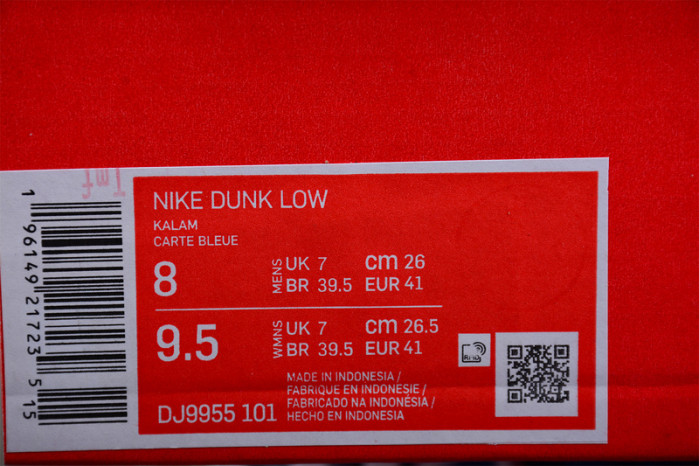 NIKE DUNK LOW
KALAM
CARTE BLEUE
8 MENS UK 7 cm 26
BR 39.5 EUR 41
9.5 WMNS UK 7 cm 26.5
BR 39.5 EUR 41
RFID
MADE IN INDONESIA /
FABRIQUE EN INDONESIE /
FABRICADO NA INDONÉSIA /
HECHO EN INDONESIA
DJ9955 101
1 96149 21723 515